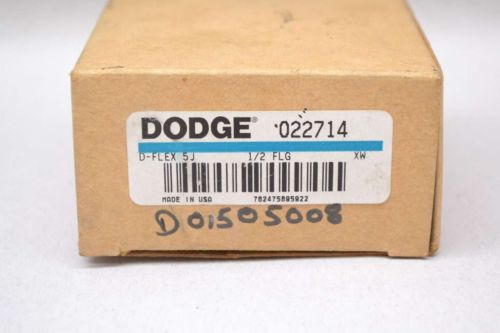 DODGE® 022714
D-FLEX 5J 1/2 FLG XW
MADE IN USA 782475895922
D01505008